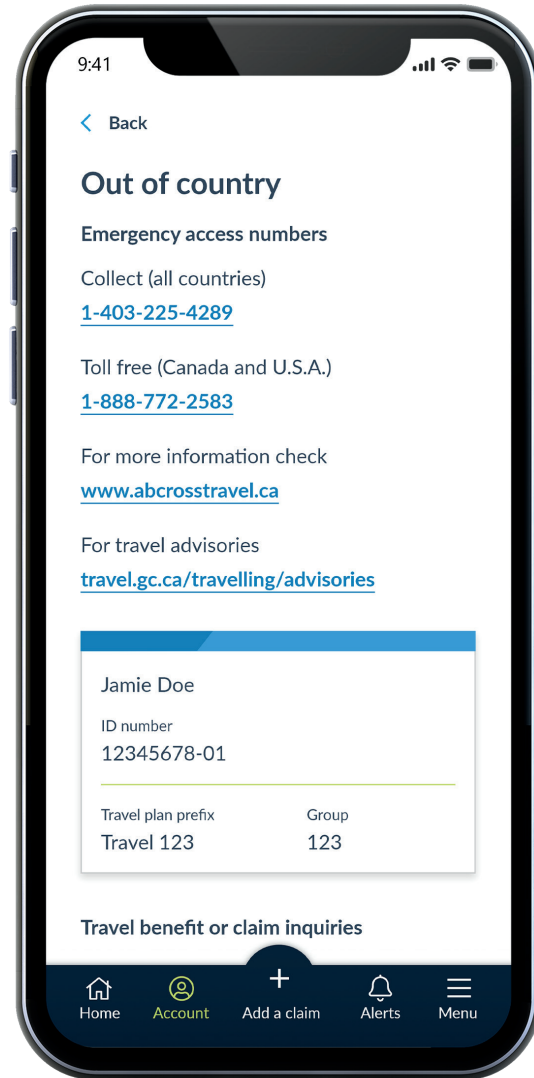 9:41
Back
Out of country
Emergency access numbers
Collect (all countries)
1-403-225-4289
Toll free (Canada and U.S.A.)
1-888-772-2583
For more information check
www.abcrosstravel.ca
For travel advisories
travel.gc.ca/travelling/advisories
Jamie Doe
ID number
12345678-01
Travel plan prefix Group
Travel 123 123
Travel benefit or claim inquiries
Home Account Add a claim Alerts Menu